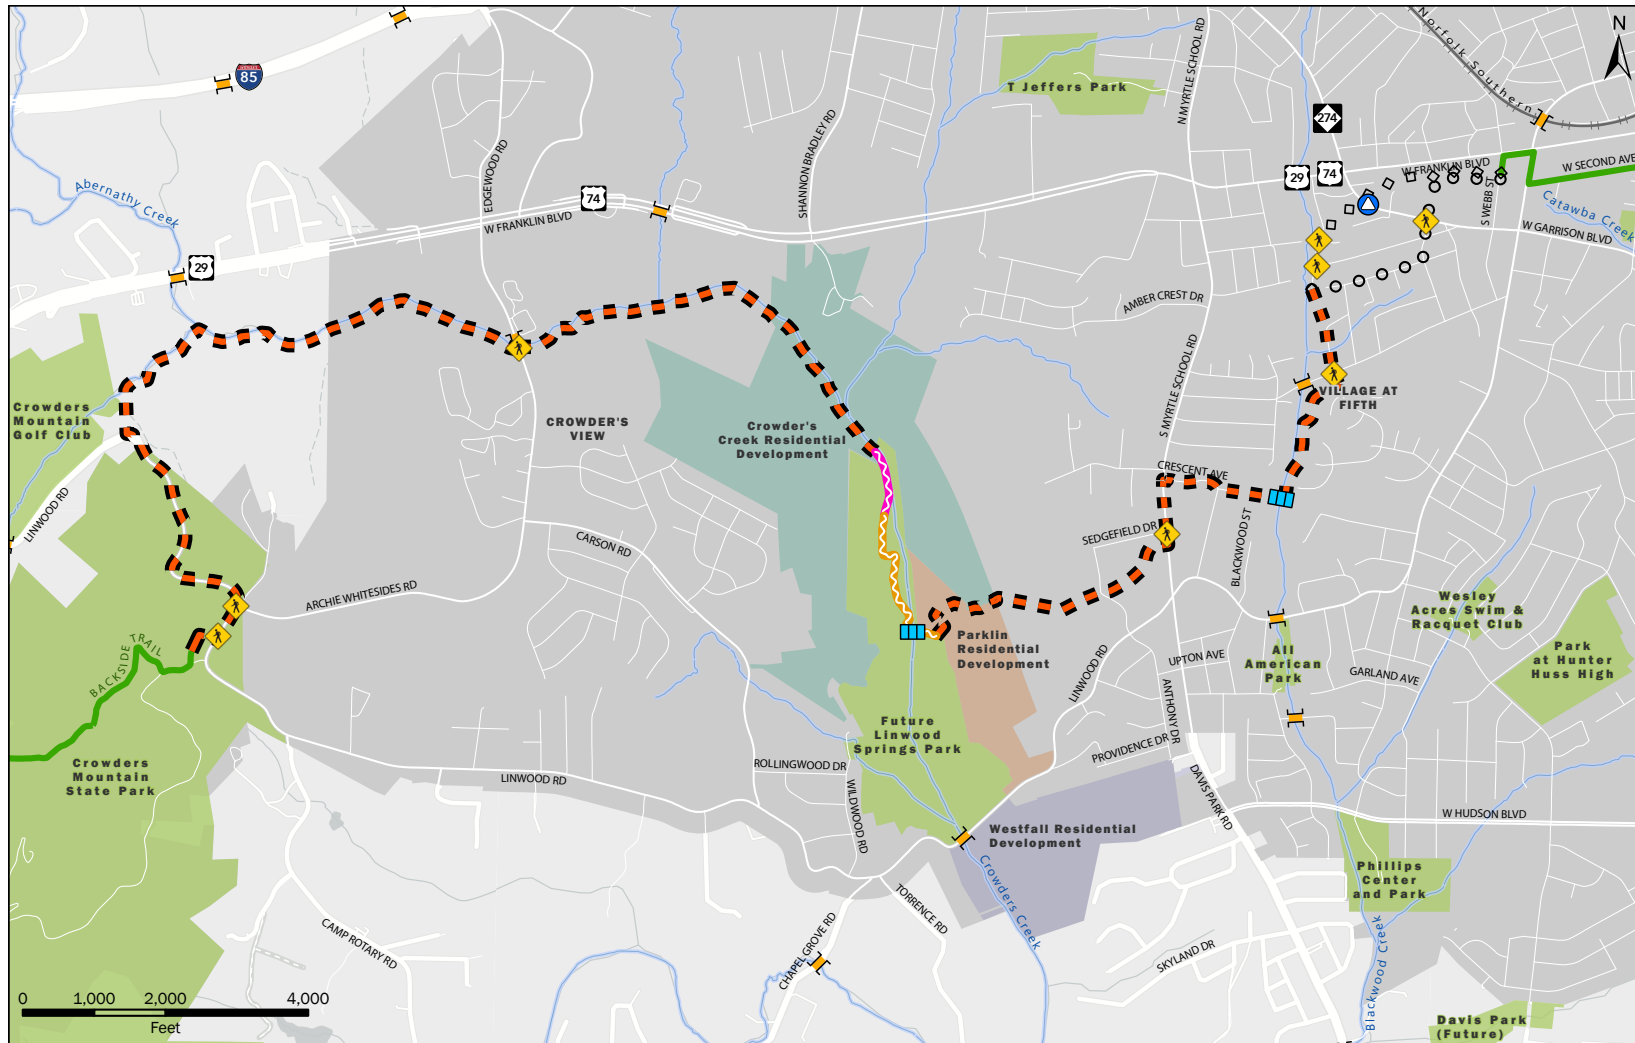 N
INTERSTATE
85
Norfolk Southern
T Jeffers Park
N MYRTLE SCHOOL RD
274
Abernathy Creek
EDGEWOOD RD
SHANNON BRADLEY RD
W FRANKLIN BLVD
W SECOND AVE
29
74
74
S WEBB ST
Catawba Creek
W FRANKLIN BLVD
W GARRISON BLVD
29
AMBER CREST DR
S MYRTLE SCHOOL RD
VILLAGE AT
FIFTH
Crowders
Mountain
Golf Club
CROWDER'S
VIEW
Crowder's
Creek Residential
Development
CRESCENT AVE
LINWOOD RD
CARSON RD
SEDGEFIELD DR
BLACKWOOD ST
ARCHIE WHITESIDES RD
Wesley
Acres Swim &
Racquet Club
BACKSIDE TRAIL
Parklin
Residential
Development
LINWOOD RD
UPTON AVE
All
American
Park
GARLAND AVE
Park
at Hunter
Huss High
ANTHONY DR
Future
Linwood
Springs Park
PROVIDENCE DR
Crowders
Mountain
State Park
LINWOOD RD
ROLLINGWOOD DR
WILDWOOD RD
DAVIS PARK RD
W HUDSON BLVD
Westfall Residential
Development
Crowders Creek
Phillips
Center
and Park
TORRENCE RD
CAMP ROTARY RD
CHAPEL GROVE RD
SKYLAND DR
Blackwood Creek
0 1,000 2,000 4,000
Feet
Davis Park
(Future)